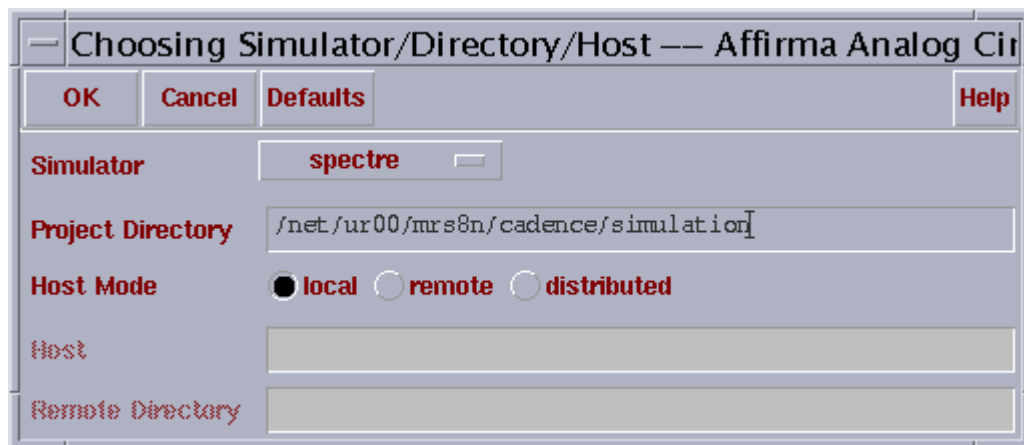 Choosing Simulator/Directory/Host –– Affirma Analog Cir
OK Cancel Defaults Help
Simulator spectre
Project Directory /net/ur00/mrs8n/cadence/simulation
Host Mode local remote distributed
Host
Remote Directory